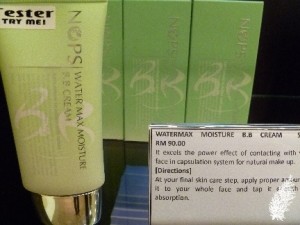 Tester
TRY ME!
NOPS
WATER MAX MOISTURE
B.B CREAM
WATERMAX MOISTURE B.B CREAM
RM 90.00
It excels the power effect of contacting with
face in capsulation system for natural make up.
[Directions]
At your final skin care step, apply proper
it to your whole face and tap it
absorption.